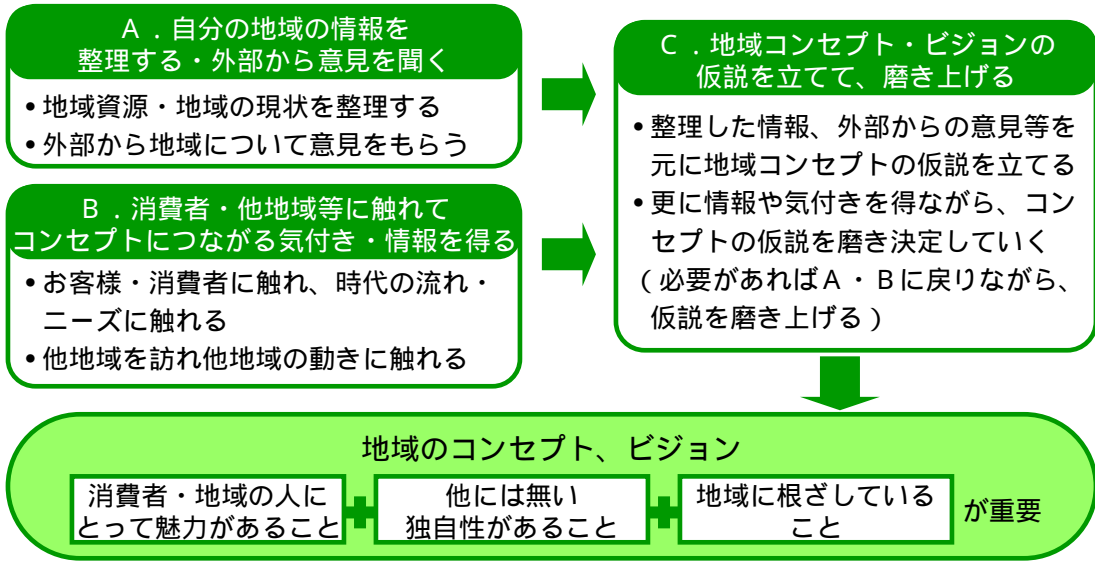 A．自分の地域の情報を
整理する・外部から意見を聞く
•地域資源・地域の現状を整理する
•外部から地域について意見をもらう
B．消費者・他地域等に触れて
コンセプトにつながる気付き・情報を得る
•お客様・消費者に触れ、時代の流れ・
ニーズに触れる
•他地域を訪れ他地域の動きに触れる
C．地域コンセプト・ビジョンの
仮説を立てて、磨き上げる
•整理した情報、外部からの意見等を
元に地域コンセプトの仮説を立てる
•更に情報や気付きを得ながら、コン
セプトの仮説を磨き決定していく
（必要があればA・Bに戻りながら、
仮説を磨き上げる）
地域のコンセプト、ビジョン
消費者・地域の人に
とって魅力があること
他には無い
独自性があること
地域に根ざしている
こと
が重要